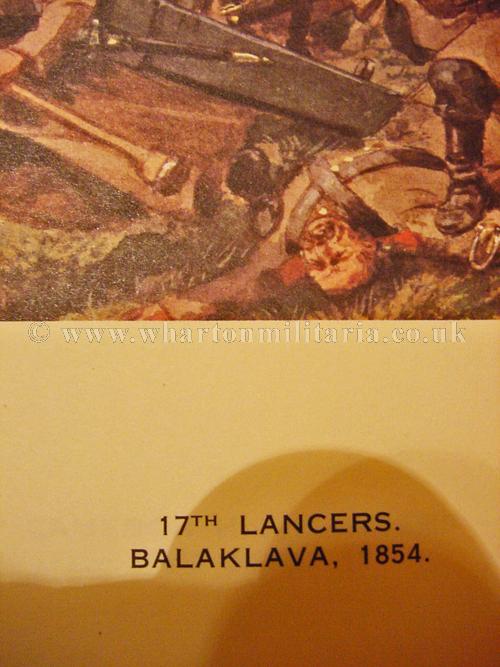 © www.whartonmilitaria.co.uk
17TH LANCERS.
BALAKLAVA, 1854.